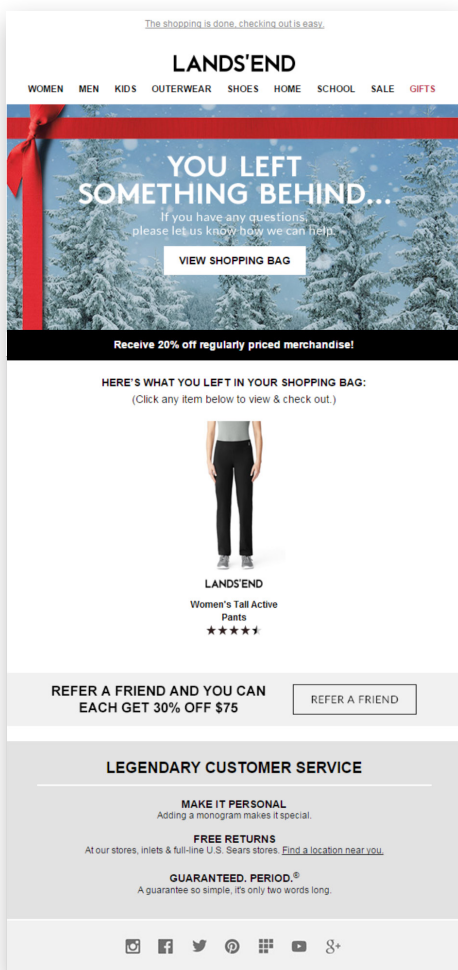 The shopping is done, checking out is easy.
LANDS'END
WOMEN MEN KIDS OUTERWEAR SHOES HOME SCHOOL SALE GIFTS
YOU LEFT
SOMETHING BEHIND...
If you have any questions,
please let us know how we can help.
VIEW SHOPPING BAG
Receive 20% off regularly priced merchandise!
HERE'S WHAT YOU LEFT IN YOUR SHOPPING BAG:
(Click any item below to view & check out.)
LANDS'END
Women's Tall Active
Pants
REFER A FRIEND AND YOU CAN
EACH GET 30% OFF $75
REFER A FRIEND
LEGENDARY CUSTOMER SERVICE
MAKE IT PERSONAL
Adding a monogram makes it special.
FREE RETURNS
At our stores, inlets & full-line U.S. Sears stores. Find a location near you.
GUARANTEED. PERIOD.®
A guarantee so simple, it's only two words long.